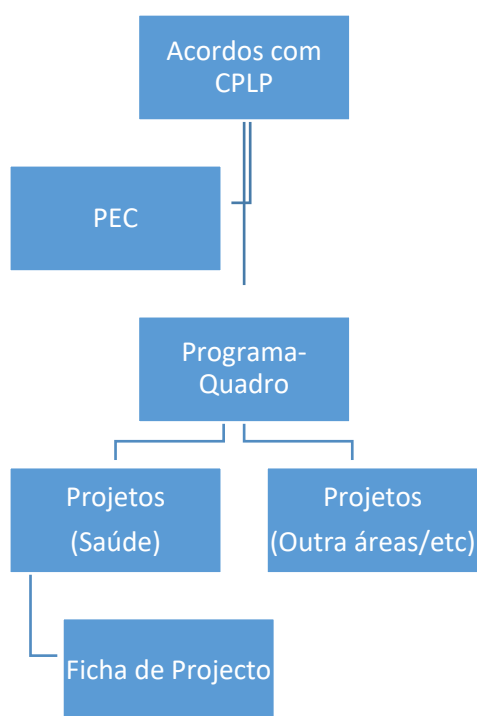 Acordos com
CPLP
PEC
Programa-
Quadro
Projetos
(Saúde)
Projetos
(Outra áreas/etc)
Ficha de Projecto